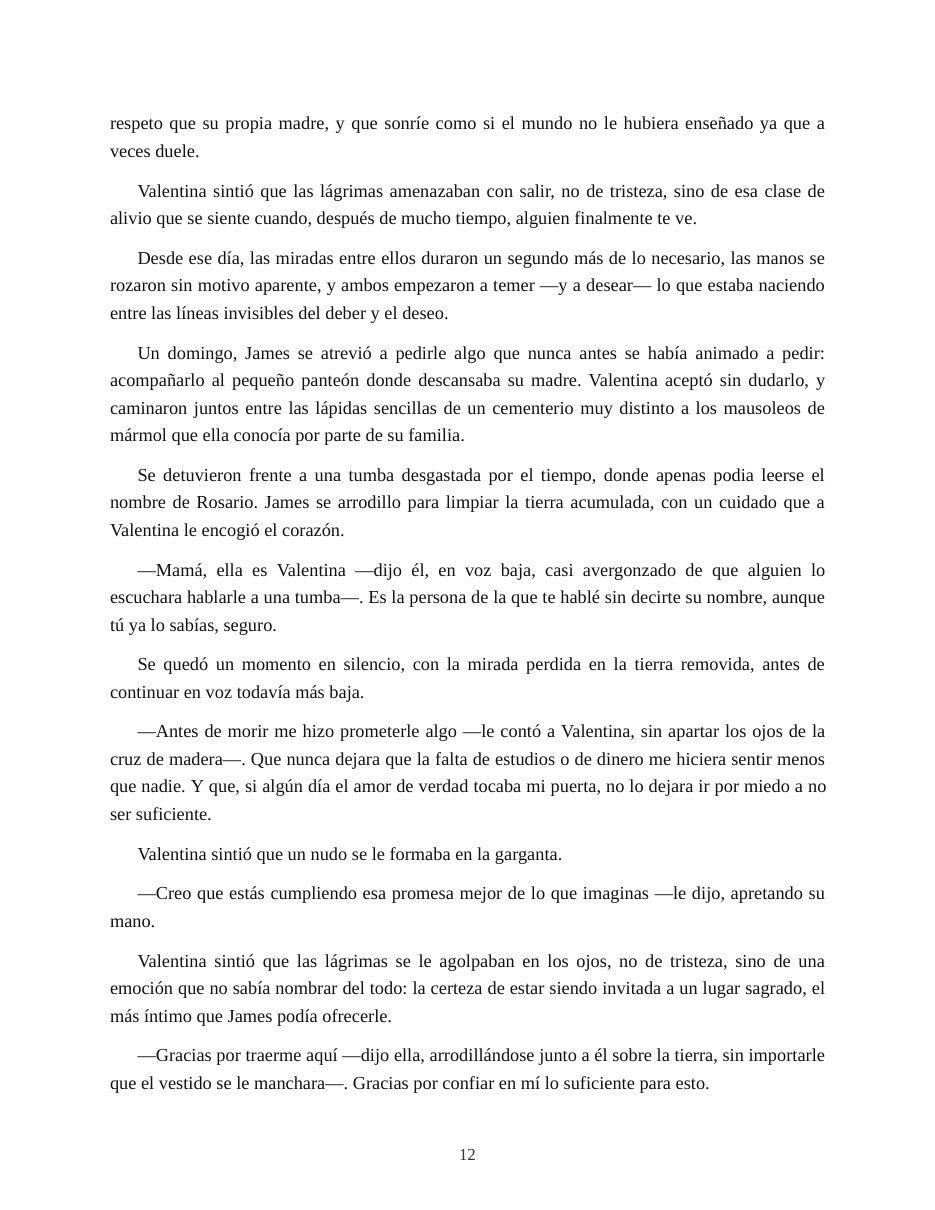 respeto que su propia madre, y que sonríe como si el mundo no le hubiera enseñado ya que a
veces duele.
Valentina sintió que las lágrimas amenazaban con salir, no de tristeza, sino de esa clase de
alivio que se siente cuando, después de mucho tiempo, alguien finalmente te ve.
Desde ese día, las miradas entre ellos duraron un segundo más de lo necesario, las manos se
rozaron sin motivo aparente, y ambos empezaron a temer —y a desear— lo que estaba naciendo
entre las líneas invisibles del deber y el deseo.
Un domingo, James se atrevió a pedirle algo que nunca antes se había animado a pedir:
acompañarlo al pequeño panteón donde descansaba su madre. Valentina aceptó sin dudarlo, y
caminaron juntos entre las lápidas sencillas de un cementerio muy distinto a los mausoleos de
mármol que ella conocía por parte de su familia.
Se detuvieron frente a una tumba desgastada por el tiempo, donde apenas podia leerse el
nombre de Rosario. James se arrodillo para limpiar la tierra acumulada, con un cuidado que a
Valentina le encogió el corazón.
—Mamá, ella es Valentina —dijo él, en voz baja, casi avergonzado de que alguien lo
escuchara hablarle a una tumba—. Es la persona de la que te hablé sin decirte su nombre, aunque
tú ya lo sabías, seguro.
Se quedó un momento en silencio, con la mirada perdida en la tierra removida, antes de
continuar en voz todavía más baja.
—Antes de morir me hizo prometerle algo —le contó a Valentina, sin apartar los ojos de la
cruz de madera—. Que nunca dejara que la falta de estudios o de dinero me hiciera sentir menos
que nadie. Y que, si algún día el amor de verdad tocaba mi puerta, no lo dejara ir por miedo a no
ser suficiente.
Valentina sintió que un nudo se le formaba en la garganta.
—Creo que estás cumpliendo esa promesa mejor de lo que imaginas —le dijo, apretando su
mano.
Valentina sintió que las lágrimas se le agolpaban en los ojos, no de tristeza, sino de una
emoción que no sabía nombrar del todo: la certeza de estar siendo invitada a un lugar sagrado, el
más íntimo que James podía ofrecerle.
—Gracias por traerme aquí —dijo ella, arrodillándose junto a él sobre la tierra, sin importarle
que el vestido se le manchara—. Gracias por confiar en mí lo suficiente para esto.
12